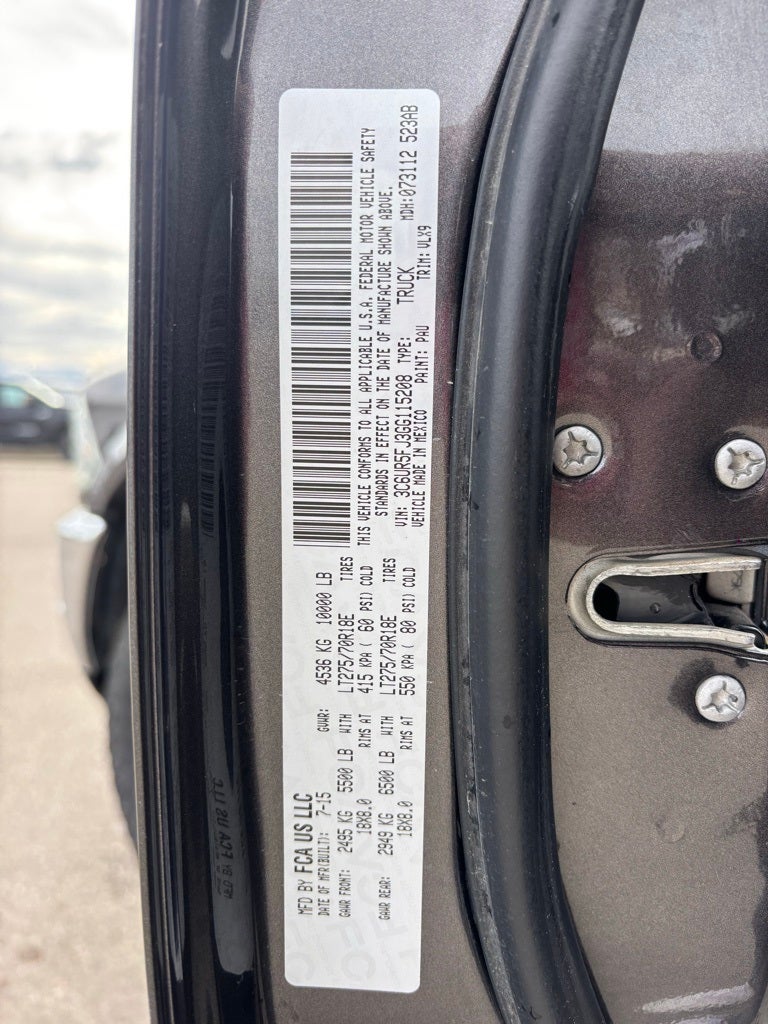 MFD BY FCA US LLC
DATE OF MFR(BUILT): 7-15 GVWR: 4536 KG 10000 LB
GAWR FRONT: 2495 KG 5500 LB WITH LT275/70R18E TIRES
18X8.0 RIMS AT 415 KPA ( 60 PSI) COLD
GAWR REAR: 2949 KG 6500 LB WITH LT275/70R18E TIRES
18X8.0 RIMS AT 550 KPA ( 80 PSI) COLD
THIS VEHICLE CONFORMS TO ALL APPLICABLE U.S.A. FEDERAL MOTOR VEHICLE SAFETY
STANDARDS IN EFFECT ON THE DATE OF MANUFACTURE SHOWN ABOVE.
VIN: 3C6UR5FJ3GG115208 TYPE: TRUCK MDH:073112 523AB
VEHICLE MADE IN MEXICO PAINT: PAU TRIM: VLX9